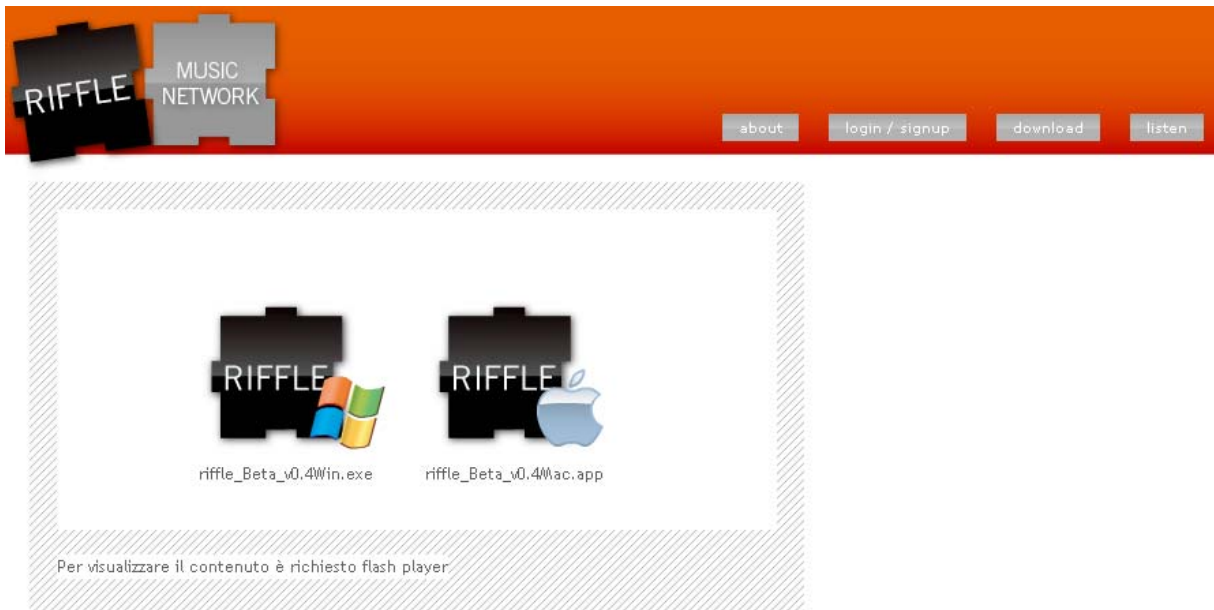 RIFFLE
MUSIC
NETWORK
about
login / signup
download
listen
RIFFLE
RIFFLE
riffle_Beta_v0.4Win.exe
riffle_Beta_v0.4Mac.app
Per visualizzare il contenuto è richiesto flash player